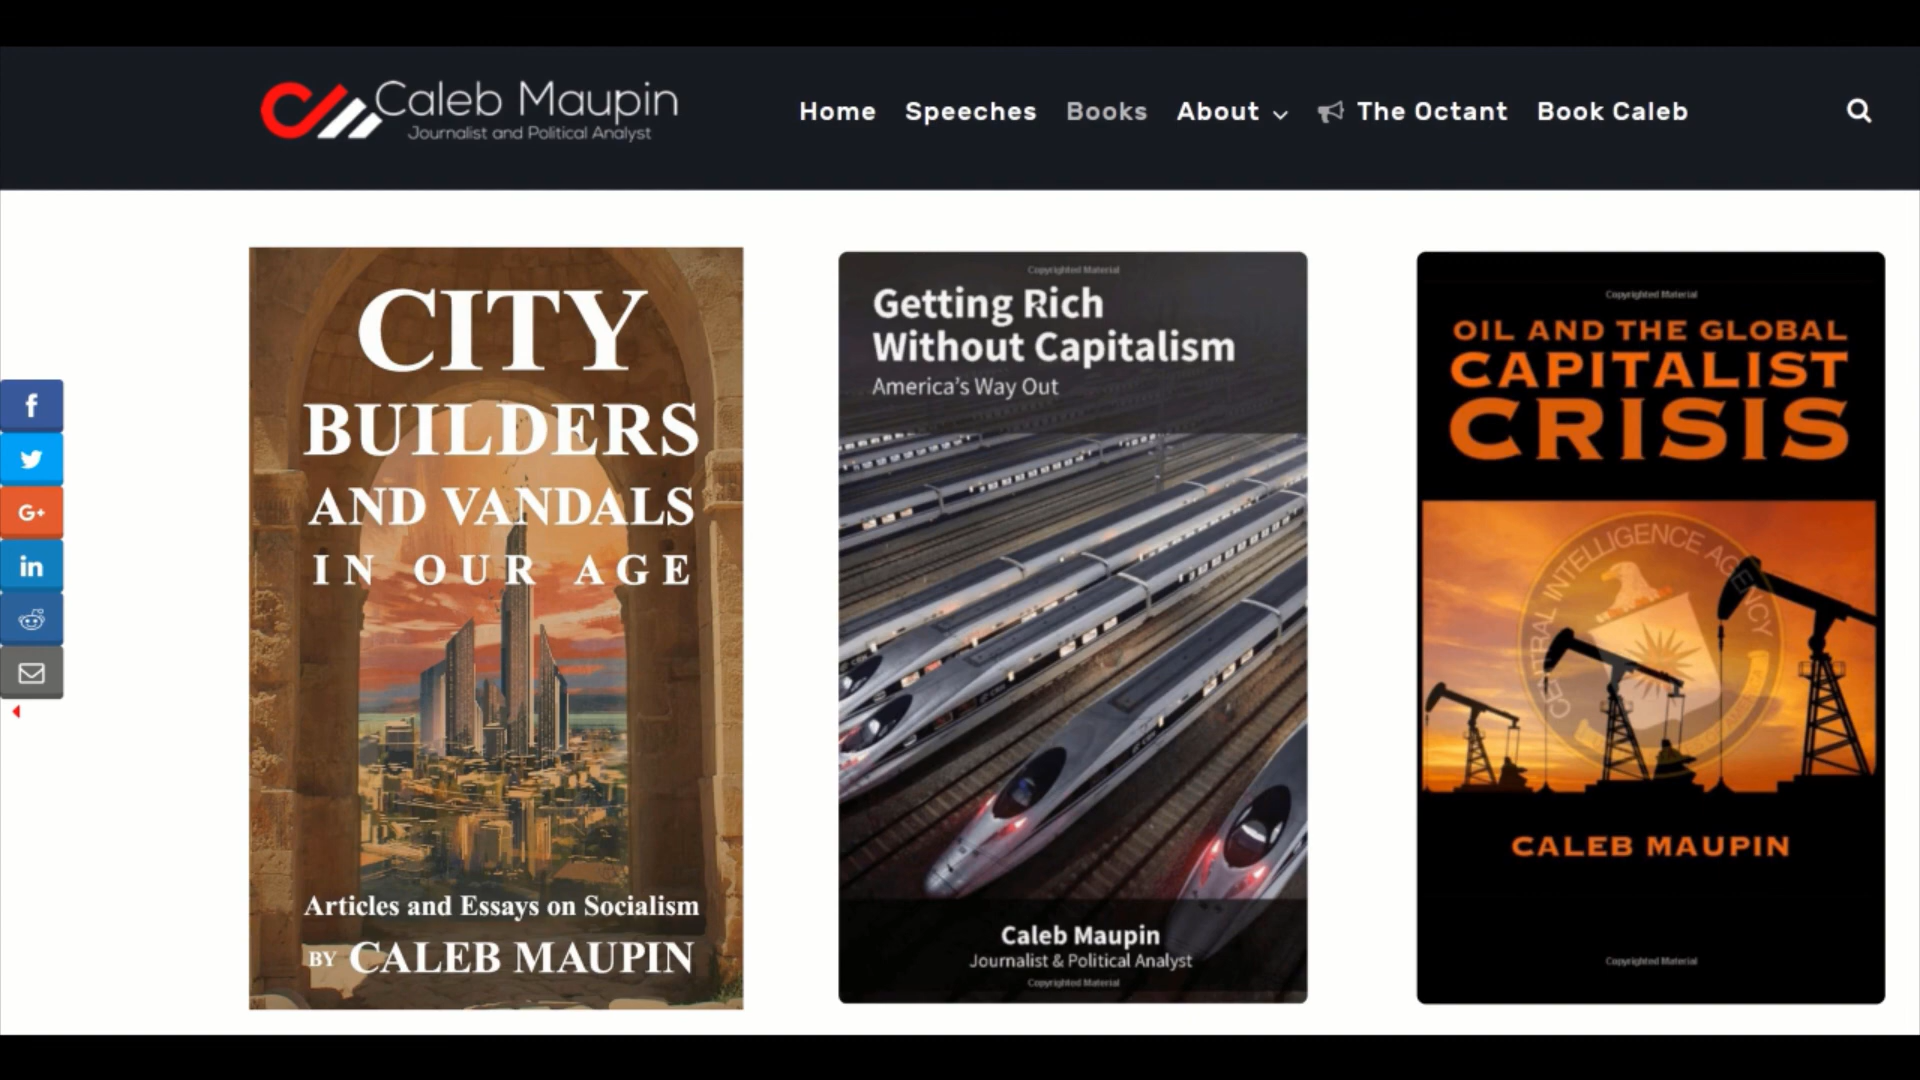 Caleb Maupin
Journalist and Political Analyst
Home Speeches Books About The Octant Book Caleb
f
G+
in
CITY
BUILDERS
AND VANDALS
IN OUR AGE
Articles and Essays on Socialism
BY CALEB MAUPIN
Copyrighted Material
Getting Rich
Without Capitalism
America's Way Out
Caleb Maupin
Journalist & Political Analyst
Copyrighted Material
Copyrighted Material
OIL AND THE GLOBAL
CAPITALIST
CRISIS
CENTRAL INTELLIGENCE AGENCY
CALEB MAUPIN
Copyrighted Material